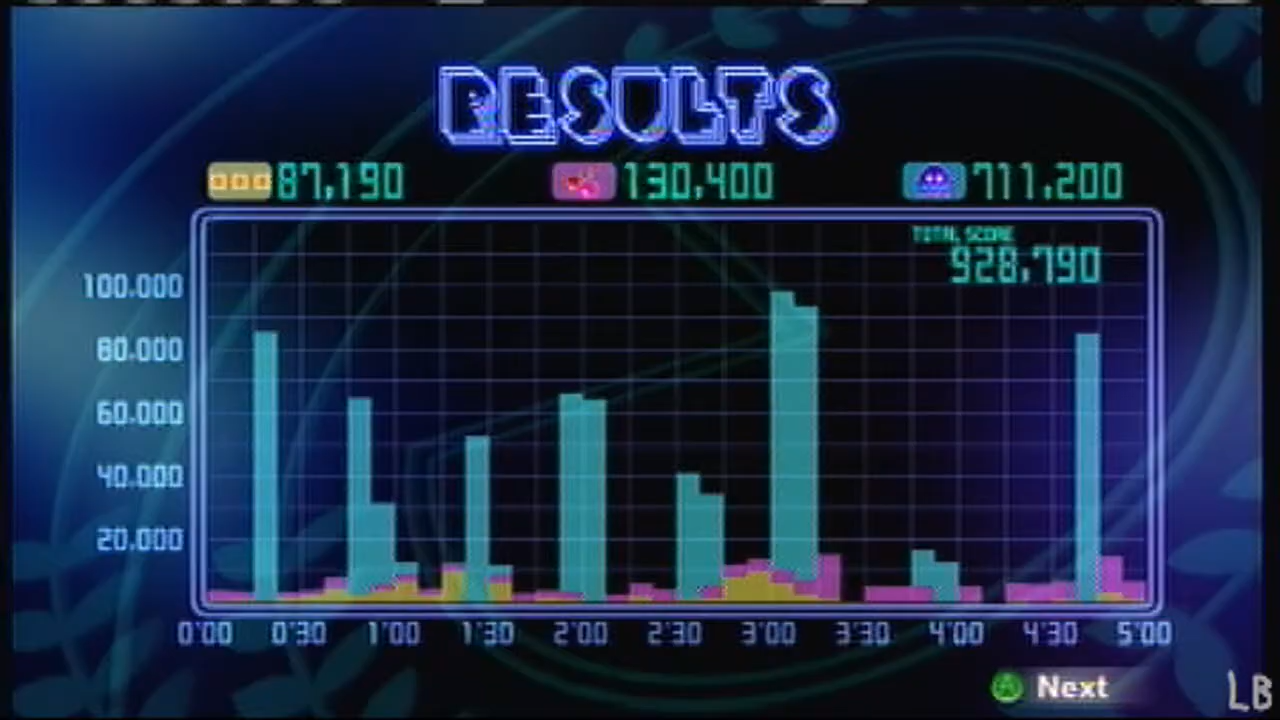 RESULTS
87,190 130,400 711,200
TOTAL SCORE
928,790
100.000
80.000
60.000
40.000
20.000
0'00 0'30 1'00 1'30 2'00 2'30 3'00 3'30 4'00 4'30 5'00
A Next
LB